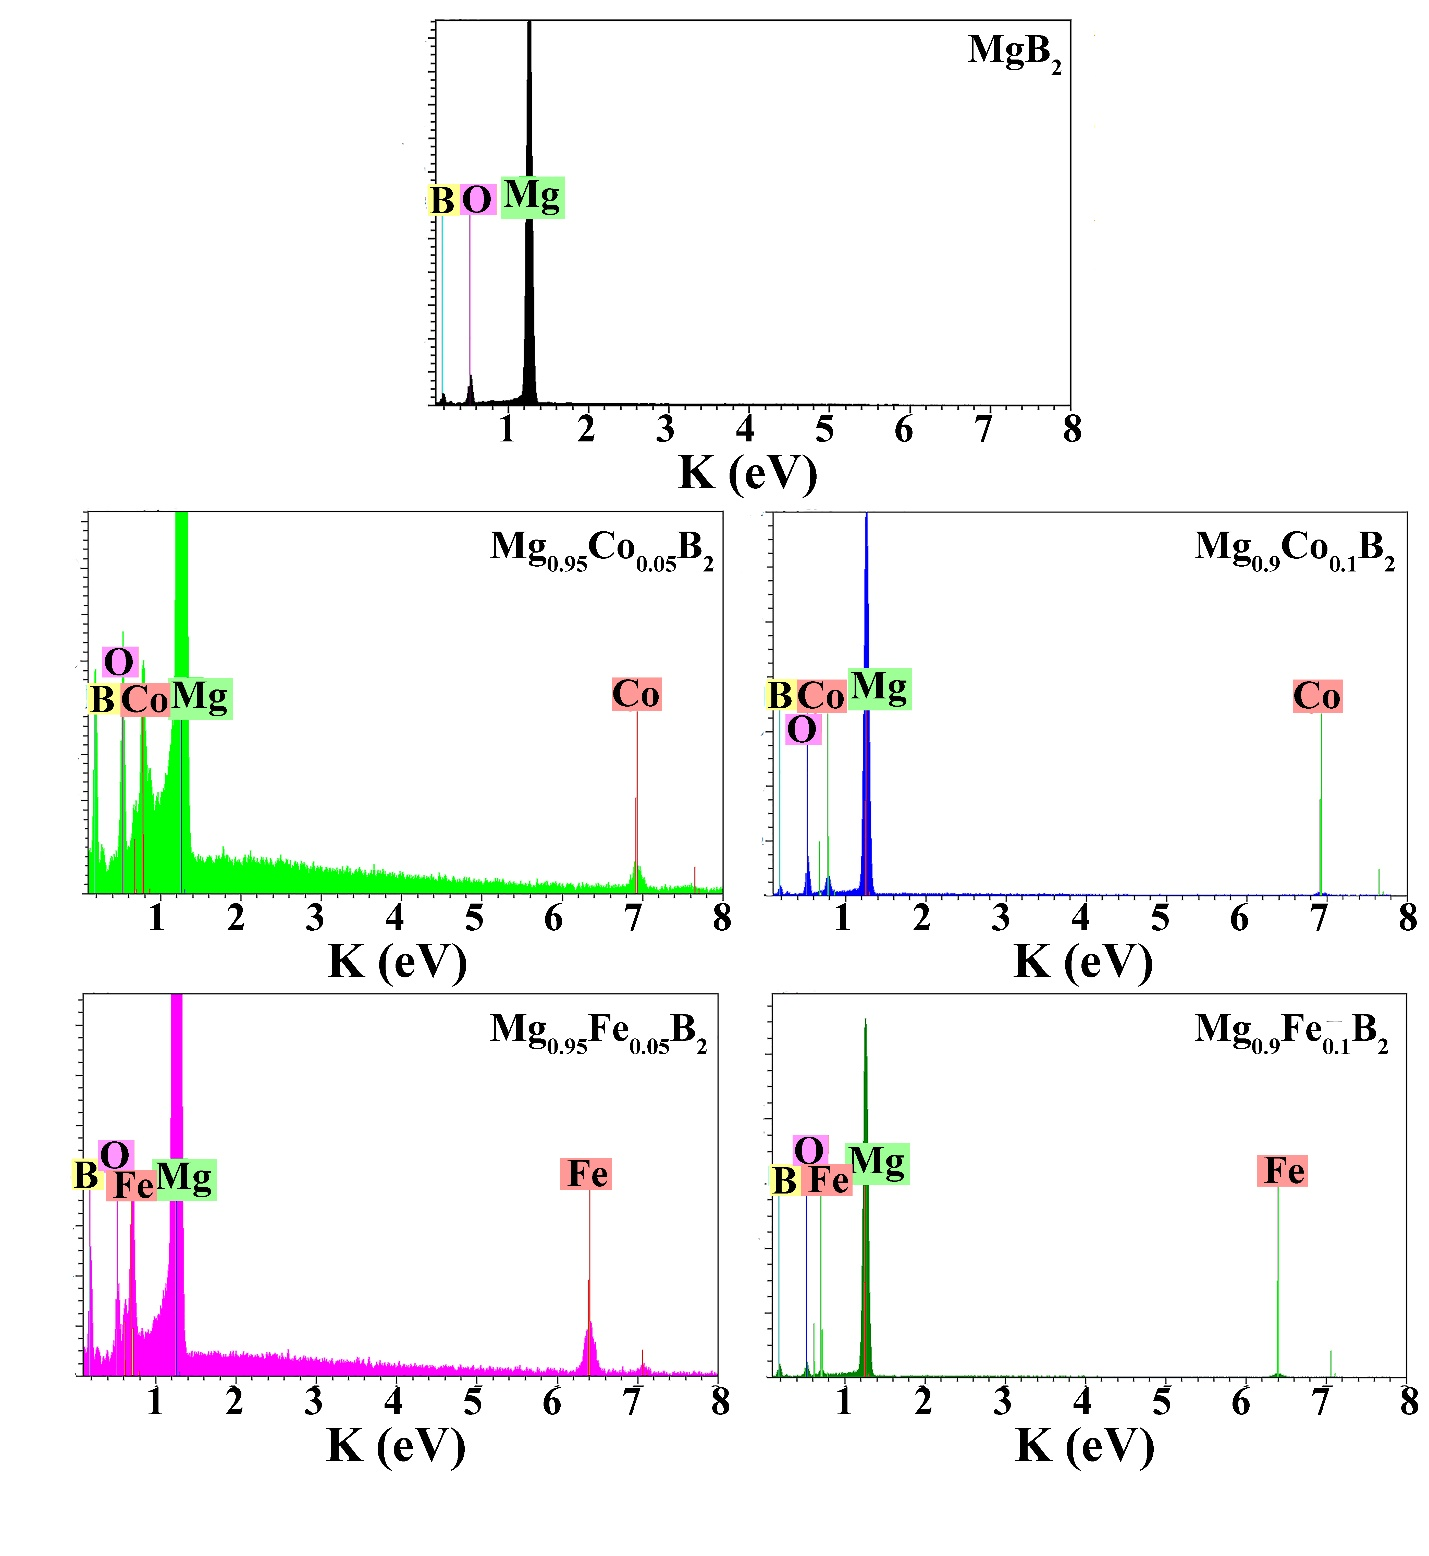 MgB₂
B O Mg
1 2 3 4 5 6 7 8
K (eV)
Mg₀.₉₅Co₀.₀₅B₂
O
B Co Mg
Co
1 2 3 4 5 6 7 8
K (eV)
Mg₀.₉Co₀.₁B₂
B Co Mg
O
Co
1 2 3 4 5 6 7 8
K (eV)
Mg₀.₉₅Fe₀.₀₅B₂
O
B Fe Mg
Fe
1 2 3 4 5 6 7 8
K (eV)
Mg₀.₉Fe₀.₁B₂
O
B Fe Mg
Fe
1 2 3 4 5 6 7 8
K (eV)